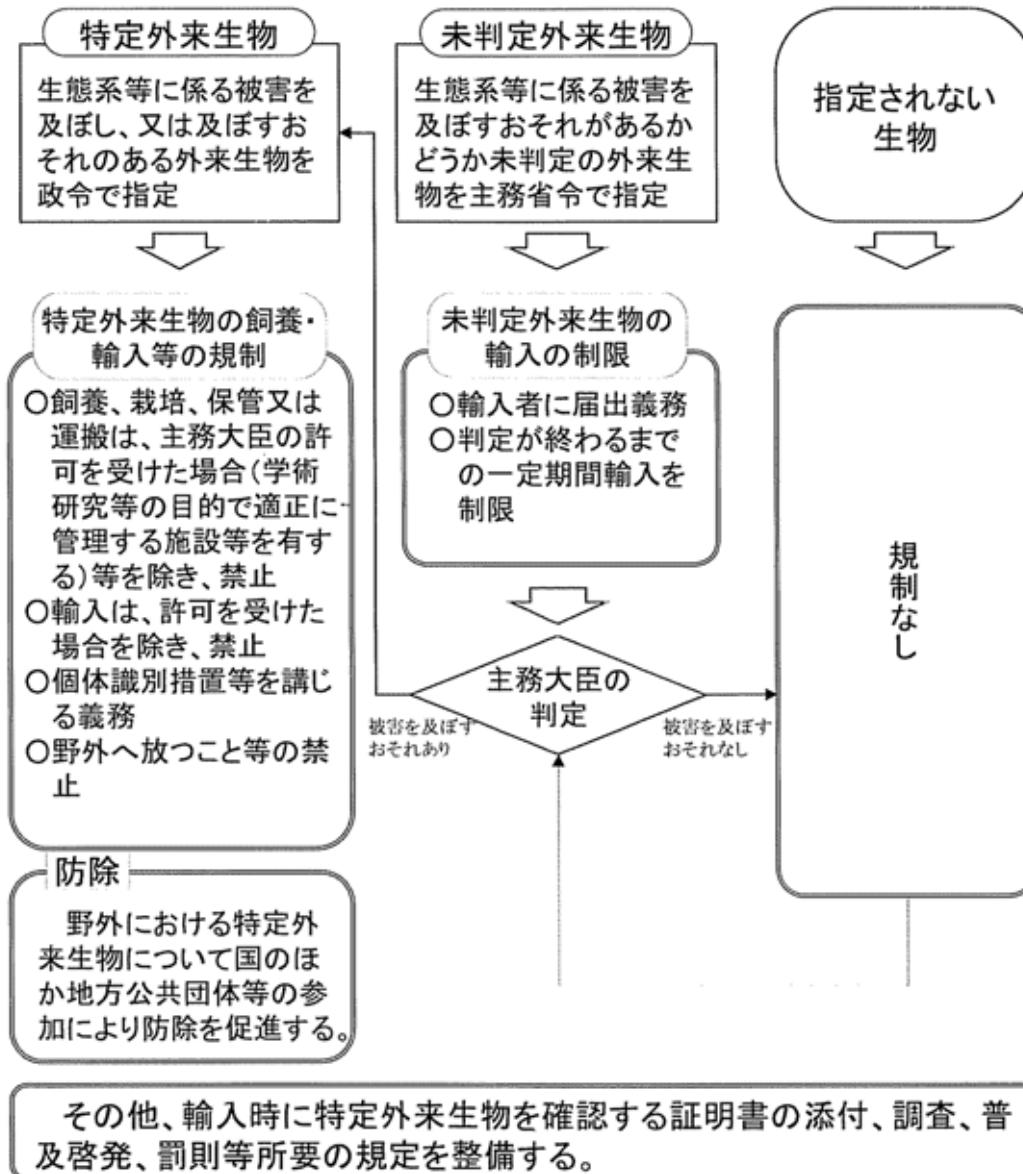 特定外来生物
生態系等に係る被害を
及ぼし、又は及ぼすお
それのある外来生物を
政令で指定
未判定外来生物
生態系等に係る被害を
及ぼすおそれがあるか
どうか未判定の外来生
物を主務省令で指定
指定されない
生物
特定外来生物の飼養・
輸入等の規制
○飼養、栽培、保管又は
運搬は、主務大臣の許
可を受けた場合(学術
研究等の目的で適正に
管理する施設等を有す
る)等を除き、禁止
○輸入は、許可を受けた
場合を除き、禁止
○個体識別措置等を講じ
る義務
○野外へ放つこと等の禁
止
未判定外来生物の
輸入の制限
○輸入者に届出義務
○判定が終わるまで
の一定期間輸入を
制限
主務大臣の
判定
被害を及ぼす
おそれあり
被害を及ぼす
おそれなし
規制なし
防除
野外における特定外
来生物について国のほ
か地方公共団体等の参
加により防除を促進する。
その他、輸入時に特定外来生物を確認する証明書の添付、調査、普
及啓発、罰則等所要の規定を整備する。